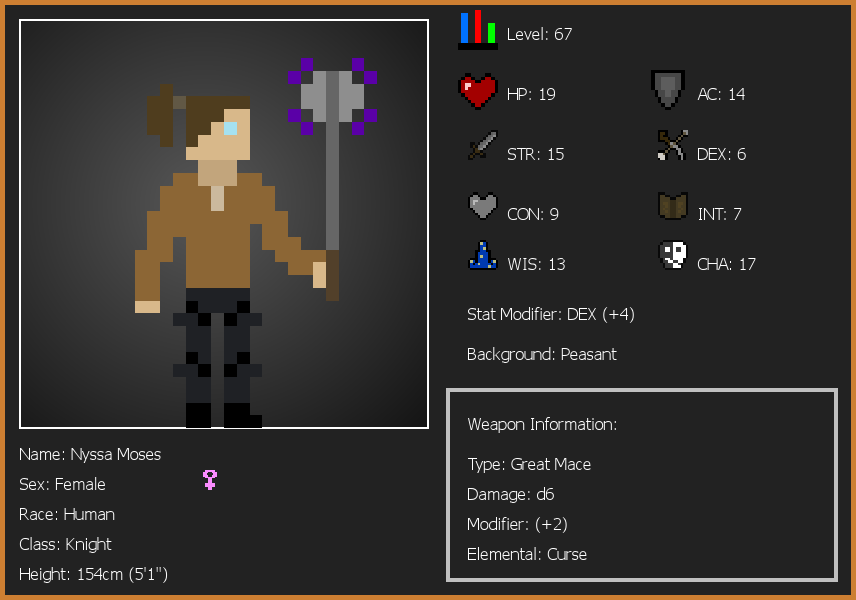 Level: 67
HP: 19
AC: 14
STR: 15
DEX: 6
CON: 9
INT: 7
WIS: 13
CHA: 17
Stat Modifier: DEX (+4)
Background: Peasant
Weapon Information:
Type: Great Mace
Damage: d6
Modifier: (+2)
Elemental: Curse
Name: Nyssa Moses
Sex: Female
Race: Human
Class: Knight
Height: 154cm (5'1")